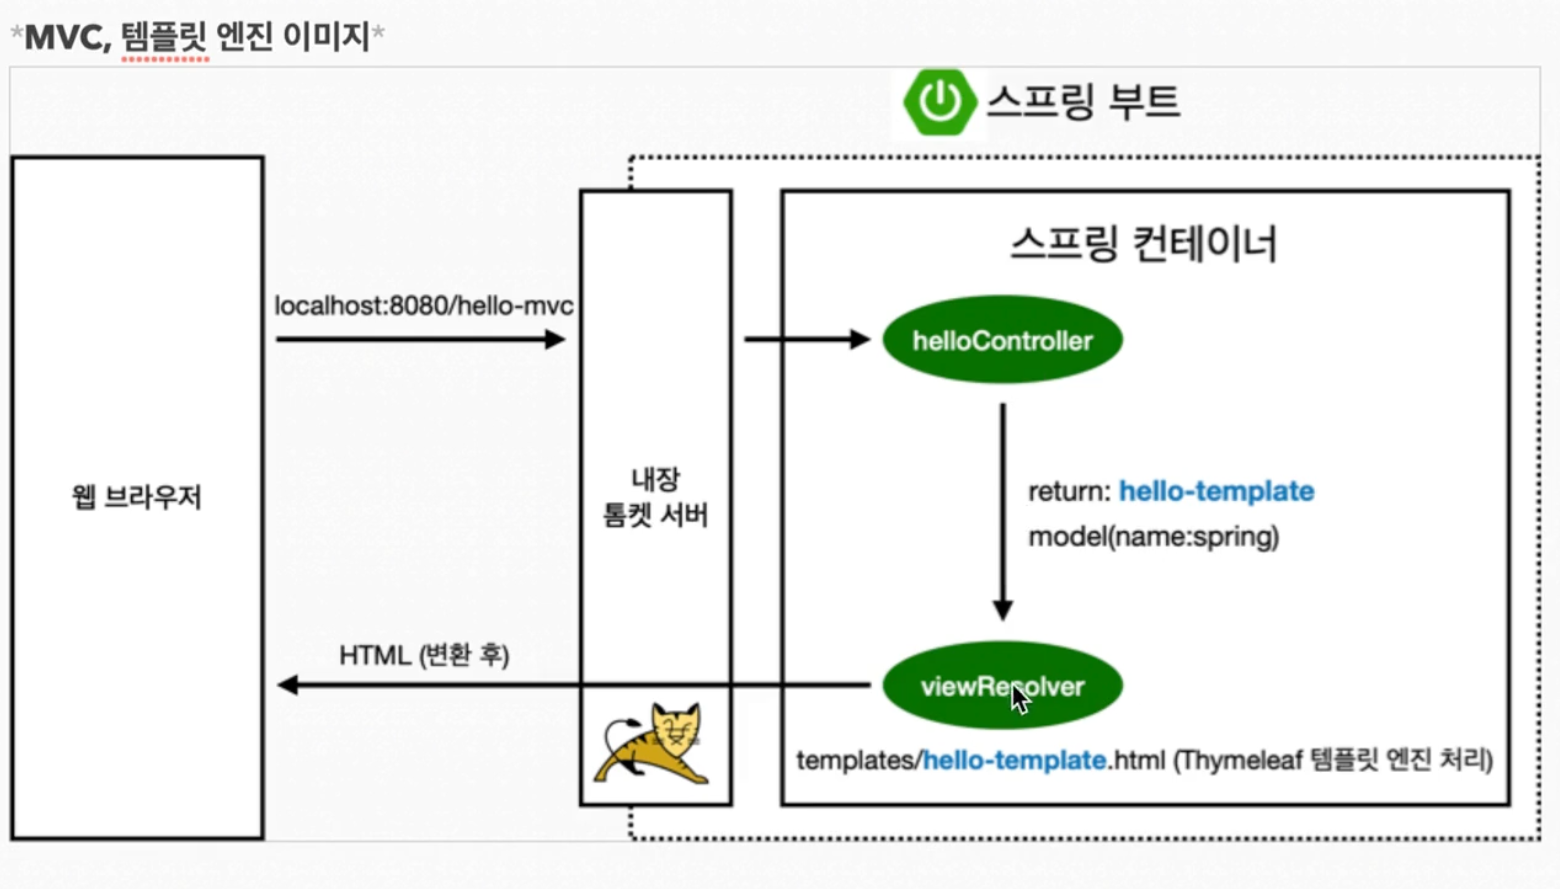 *MVC, 템플릿 엔진 이미지*
스프링 부트
스프링 컨테이너
localhost:8080/hello-mvc
helloController
웹 브라우저
내장
톰켓 서버
return: hello-template
model(name:spring)
HTML (변환 후)
viewResolver
templates/hello-template.html (Thymeleaf 템플릿 엔진 처리)